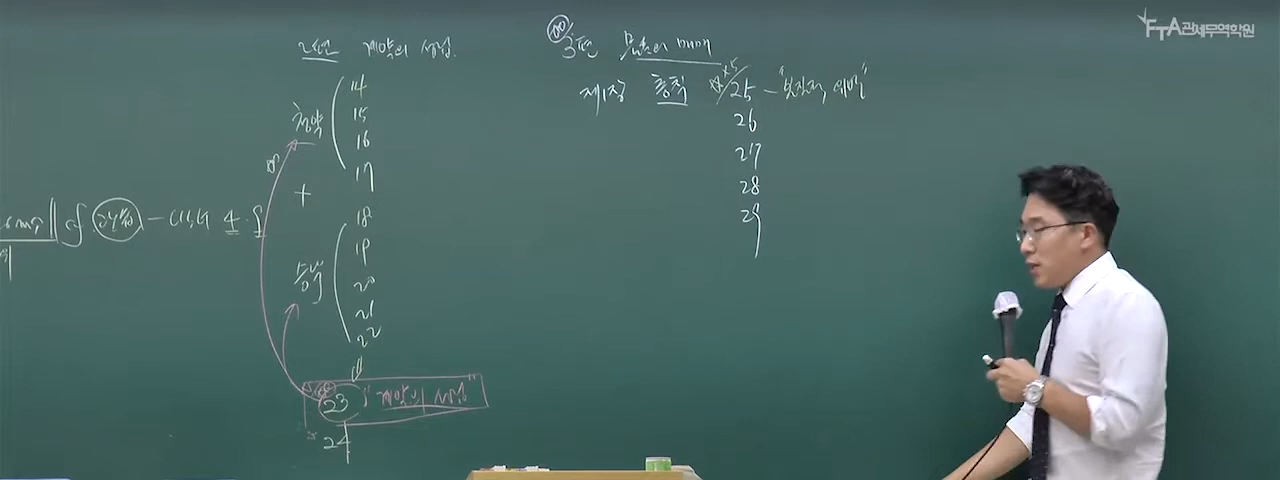 FTA관세무역학원
2편 계약의 성립
청약
14
15
16
17
+
18
승낙
19
20
21
22
23 "계약의 성립"
24
3편 물품의 매매
제1장 총칙 25 - "본질적 위반"
26
27
28
29